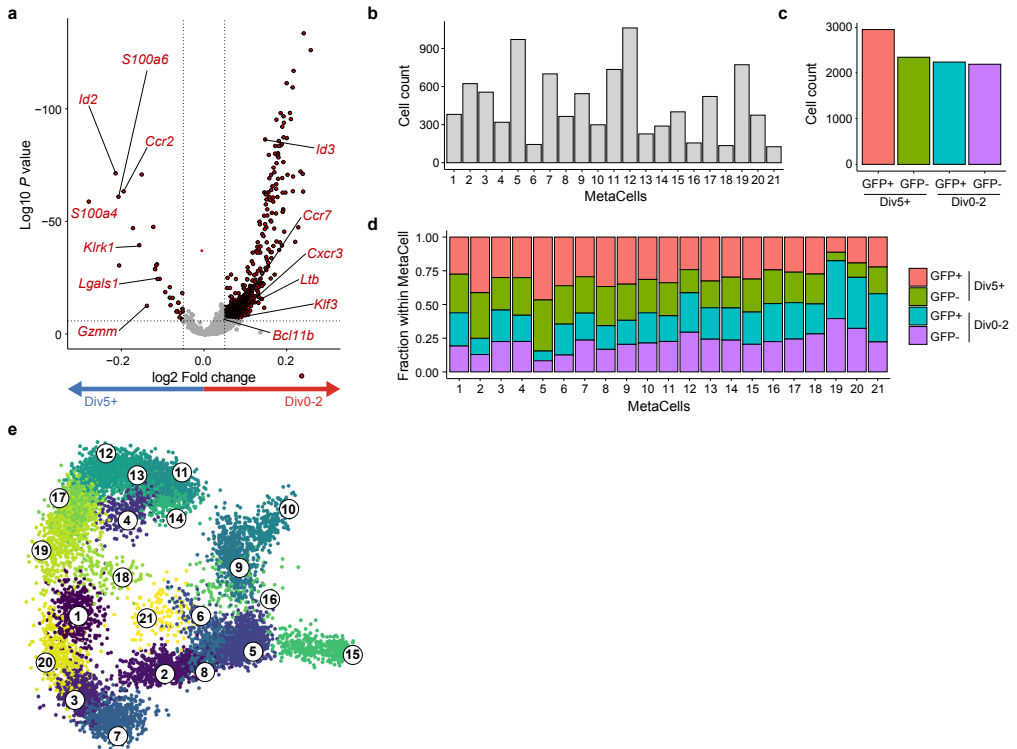 a
Log10 P value
−100
−50
0
-0.2
0.0
0.2
log2 Fold change
Div5+
Div0-2
S100a6
Id2
Ccr2
S100a4
Klrk1
Lgals1
Gzmm
Id3
Ccr7
Cxcr3
Ltb
Klf3
Bcl11b
b
Cell count
900
600
300
0
1 2 3 4 5 6 7 8 9 10 11 12 13 14 15 16 17 18 19 20 21
MetaCells
c
Cell count
3000
2000
1000
0
GFP+ GFP- GFP+ GFP-
Div5+ Div0-2
d
Fraction within MetaCell
1.00
0.75
0.50
0.25
0.00
1 2 3 4 5 6 7 8 9 10 11 12 13 14 15 16 17 18 19 20 21
MetaCells
GFP+
GFP-
Div5+
GFP+
GFP-
Div0-2
e
12
13
11
17
4
14
10
19
9
18
16
1
21
6
5
15
20
2
8
3
7